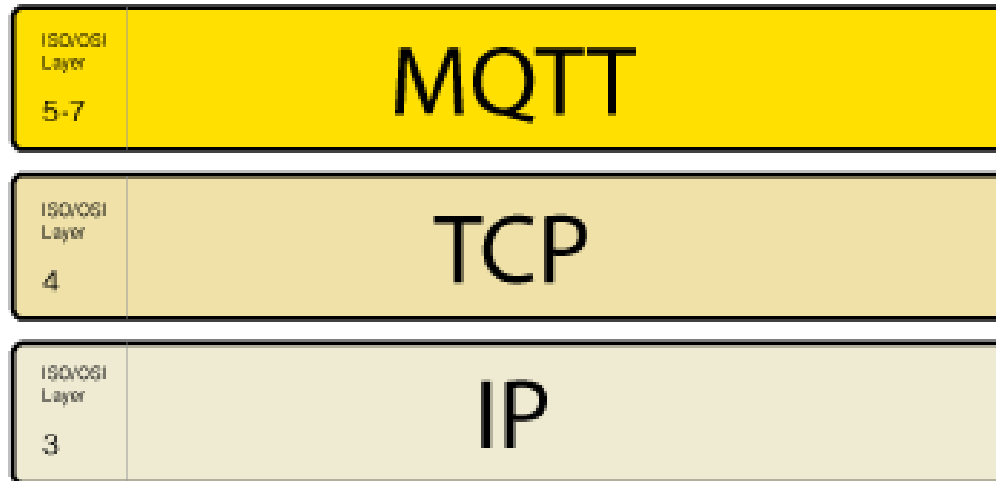 ISO/OSI
Layer
5-7
MQTT
ISO/OSI
Layer
4
TCP
ISO/OSI
Layer
3
IP